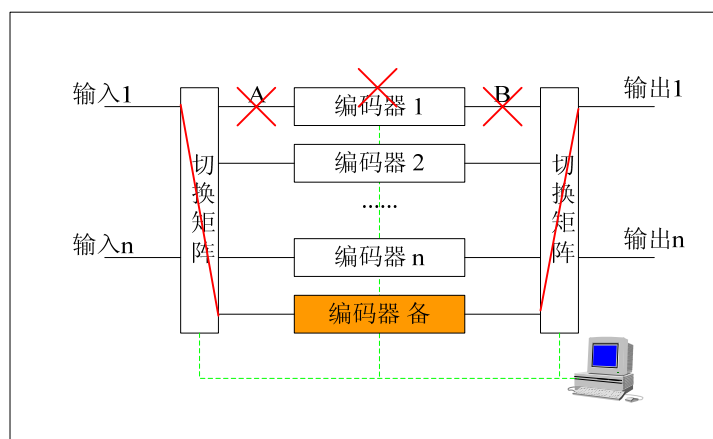 输入1
A
编码器 1
B
输出1
切换矩阵
编码器 2
切换矩阵
......
输入n
编码器 n
输出n
编码器 备